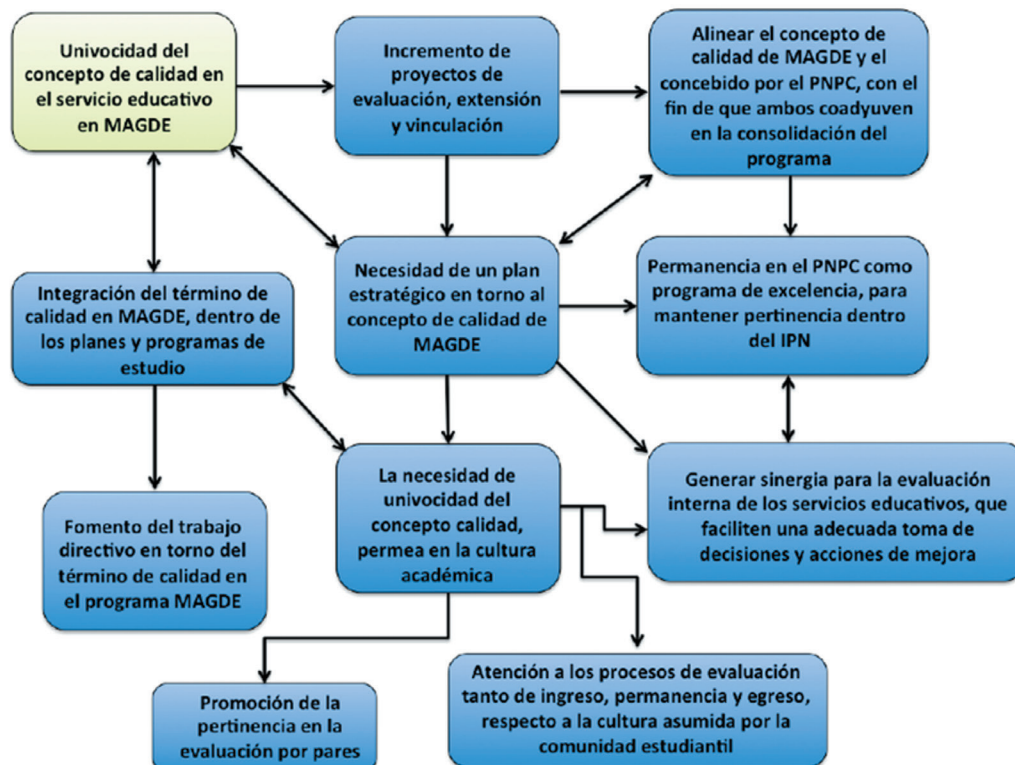 Univocidad del
concepto de calidad en
el servicio educativo
en MAGDE
Incremento de
proyectos de
evaluación, extensión
y vinculación
Alinear el concepto de
calidad de MAGDE y el
concebido por el PNPC, con el
fin de que ambos coadyuven
en la consolidación del
programa
Integración del término de
calidad en MAGDE, dentro de
los planes y programas de
estudio
Necesidad de un plan
estratégico en torno al
concepto de calidad de
MAGDE
Permanencia en el PNPC como
programa de excelencia, para
mantener pertinencia dentro
del IPN
Fomento del trabajo
directivo en torno del
término de calidad en
el programa MAGDE
La necesidad de
univocidad del
concepto calidad,
permea en la cultura
académica
Generar sinergia para la evaluación
interna de los servicios educativos, que
faciliten una adecuada toma de
decisiones y acciones de mejora
Promoción de la
pertinencia en la
evaluación por pares
Atención a los procesos de evaluación
tanto de ingreso, permanencia y egreso,
respecto a la cultura asumida por la
comunidad estudiantil